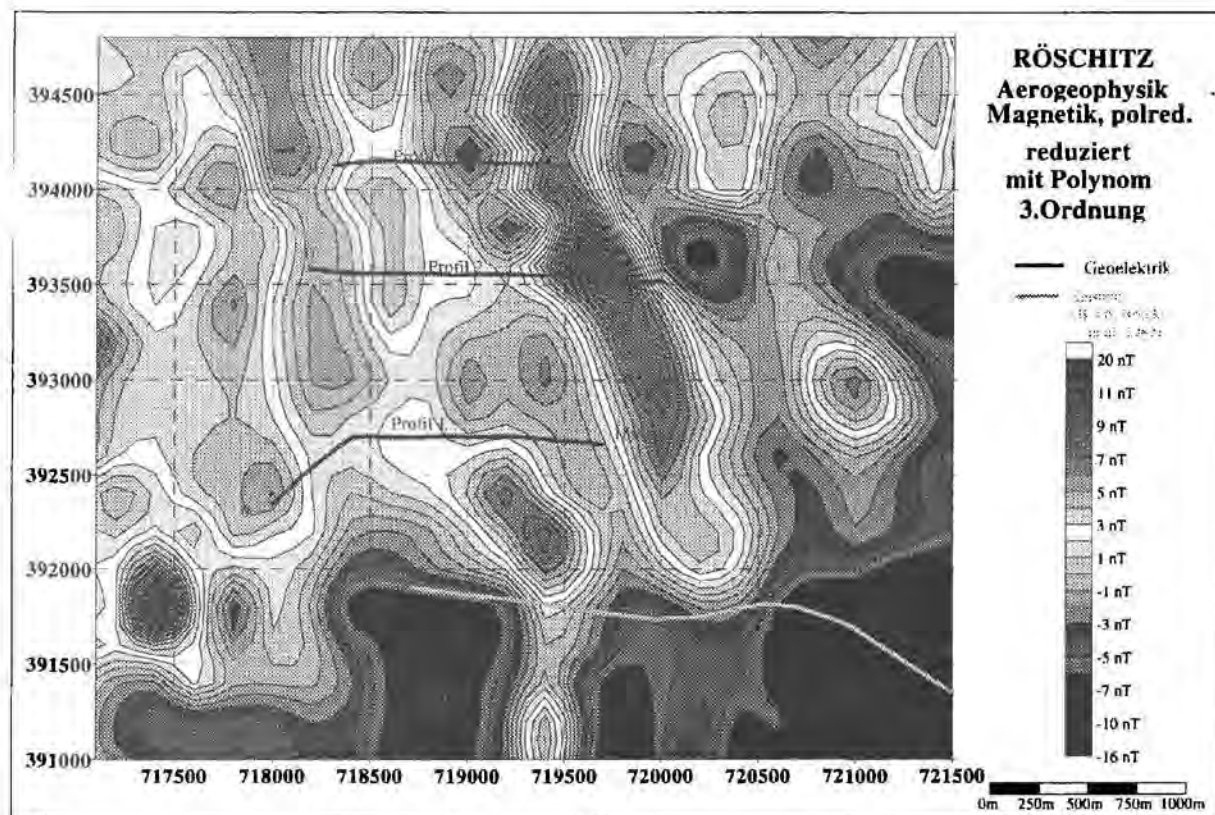 RÖSCHITZ
Aerogeophysik
Magnetik, polred.
reduziert
mit Polynom
3.Ordnung
Geoelektrik
20 nT
11 nT
9 nT
7 nT
5 nT
3 nT
1 nT
-1 nT
-3 nT
-5 nT
-7 nT
-10 nT
-16 nT
0m 250m 500m 750m 1000m
394500
394000
393500
393000
392500
392000
391500
391000
717500 718000 718500 719000 719500 720000 720500 721000 721500
Profil
Profil
Profil 1